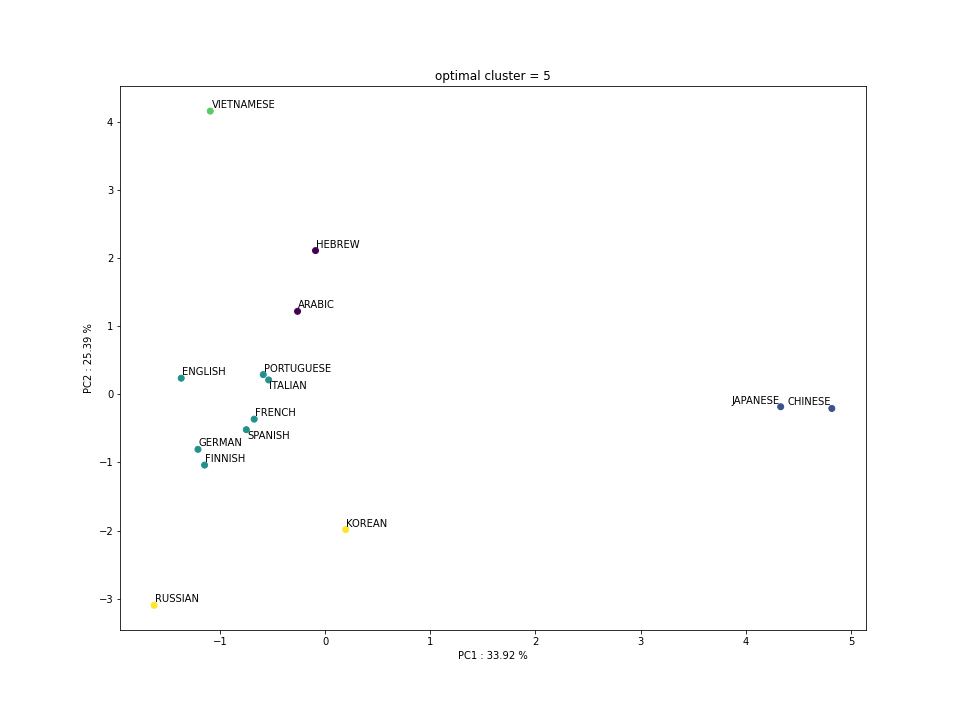 optimal cluster = 5
VIETNAMESE
HEBREW
ARABIC
ENGLISH
PORTUGUESE
ITALIAN
JAPANESE
CHINESE
FRENCH
SPANISH
GERMAN
FINNISH
KOREAN
RUSSIAN
4
3
2
1
0
−1
−2
−3
PC2 : 25.39 %
−1
0
1
2
3
4
5
PC1 : 33.92 %